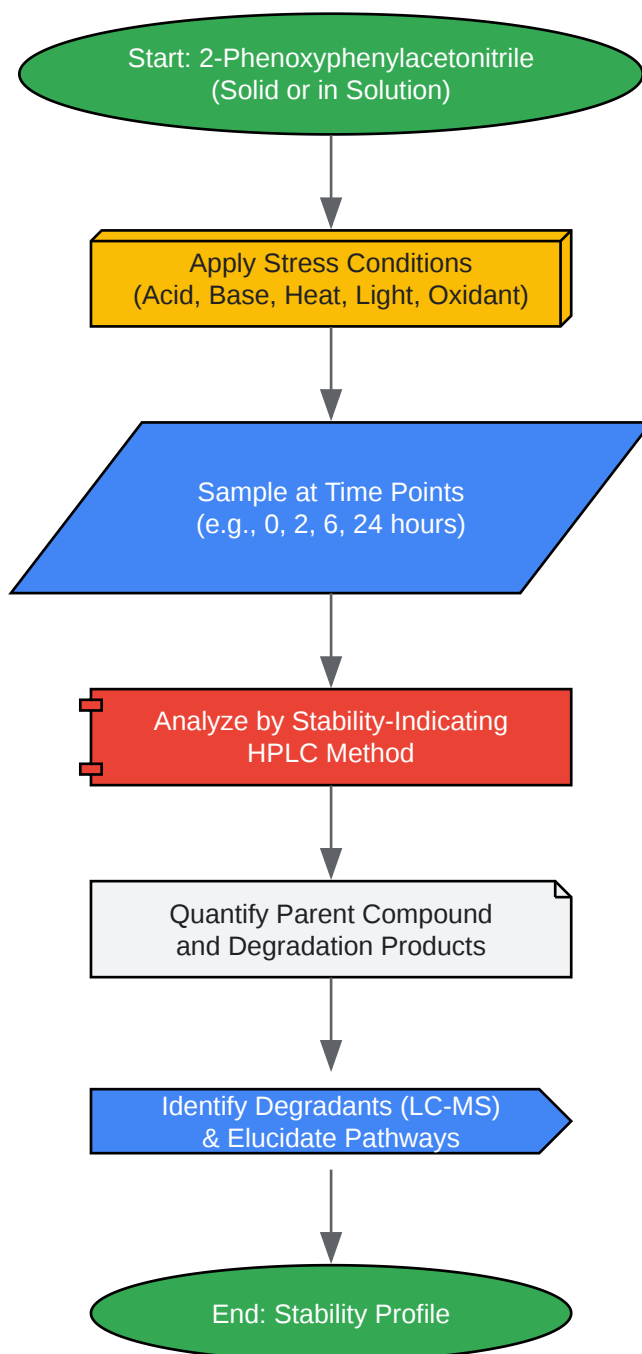 Start: 2-Phenoxyphenylacetonitrile
(Solid or in Solution)
Apply Stress Conditions
(Acid, Base, Heat, Light, Oxidant)
Sample at Time Points
(e.g., 0, 2, 6, 24 hours)
Analyze by Stability-Indicating
HPLC Method
Quantify Parent Compound
and Degradation Products
Identify Degradants (LC-MS)
& Elucidate Pathways
End: Stability Profile